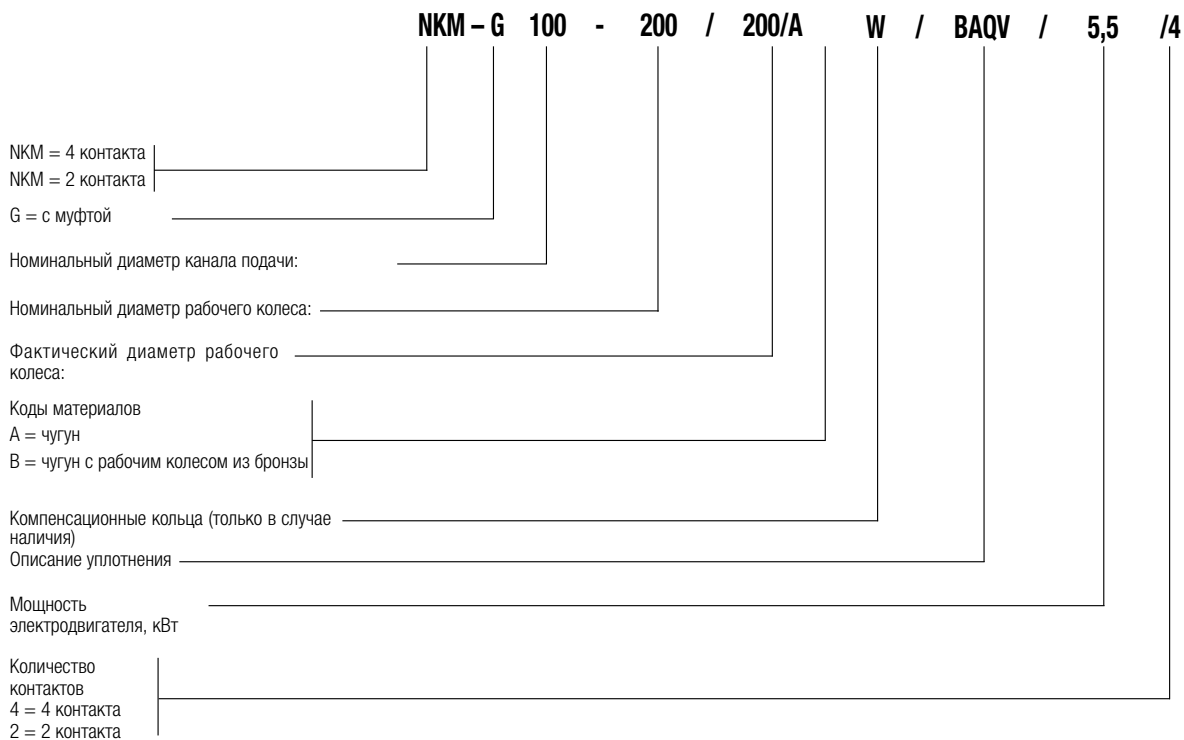 NKM – G 100 - 200 / 200/A W / BAQV / 5,5 /4
NKM = 4 контакта
NKM = 2 контакта
G = с муфтой
Номинальный диаметр канала подачи:
Номинальный диаметр рабочего колеса:
Фактический диаметр рабочего
колеса:
Коды материалов
А = чугун
В = чугун с рабочим колесом из бронзы
Компенсационные кольца (только в случае
наличия)
Описание уплотнения
Мощность
электродвигателя, кВт
Количество
контактов
4 = 4 контакта
2 = 2 контакта